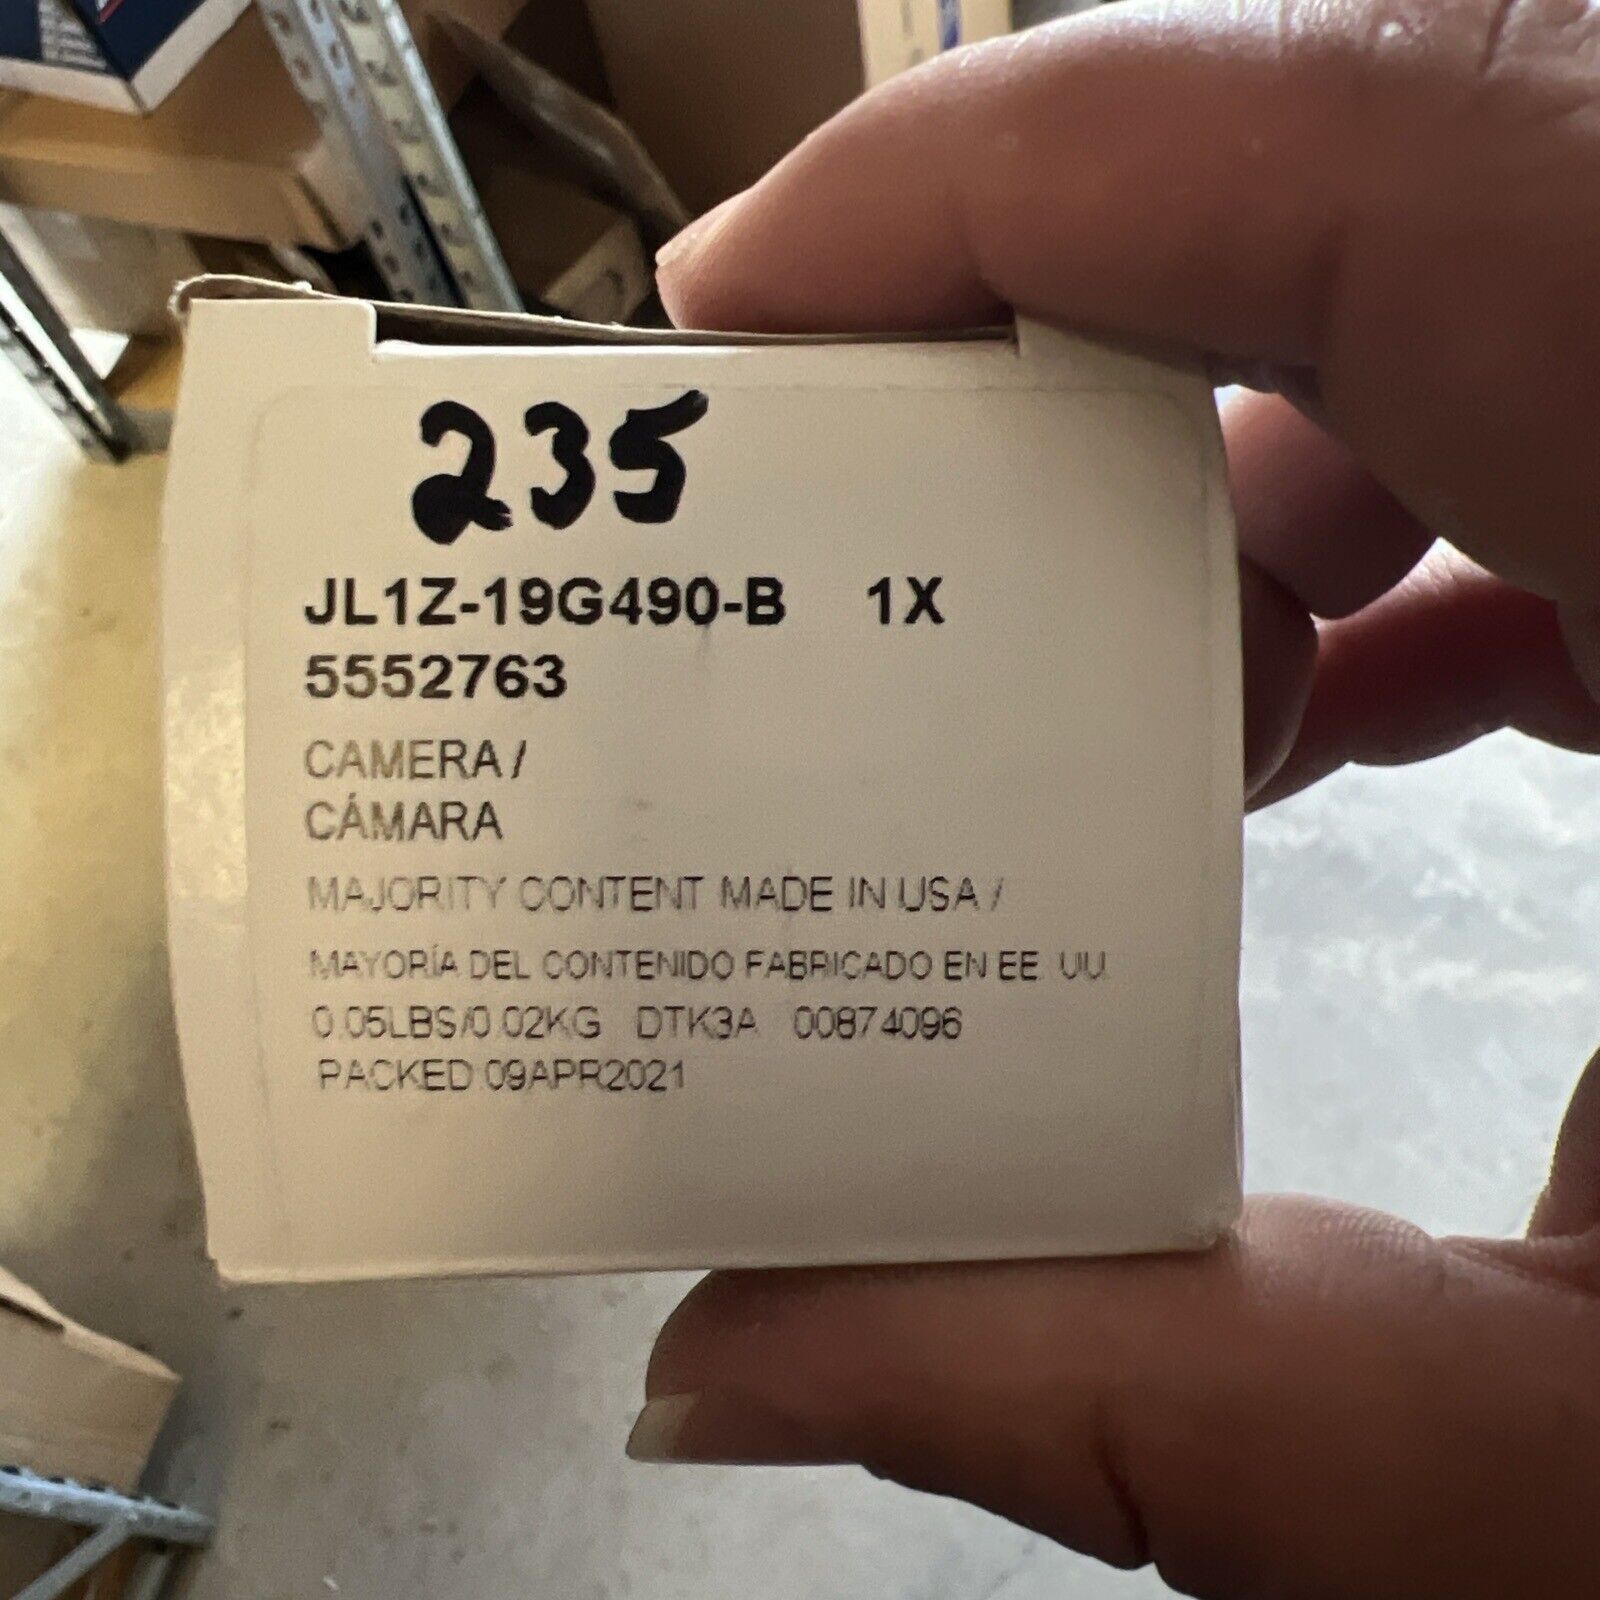 235
JL1Z-19G490-B 1X
5552763
CAMERA /
CÁMARA
MAJORITY CONTENT MADE IN USA /
MAYORÍA DEL CONTENIDO FABRICADO EN EE. UU.
0.05LBS/0.02KG DTK3A 00874096
PACKED:09APR2021